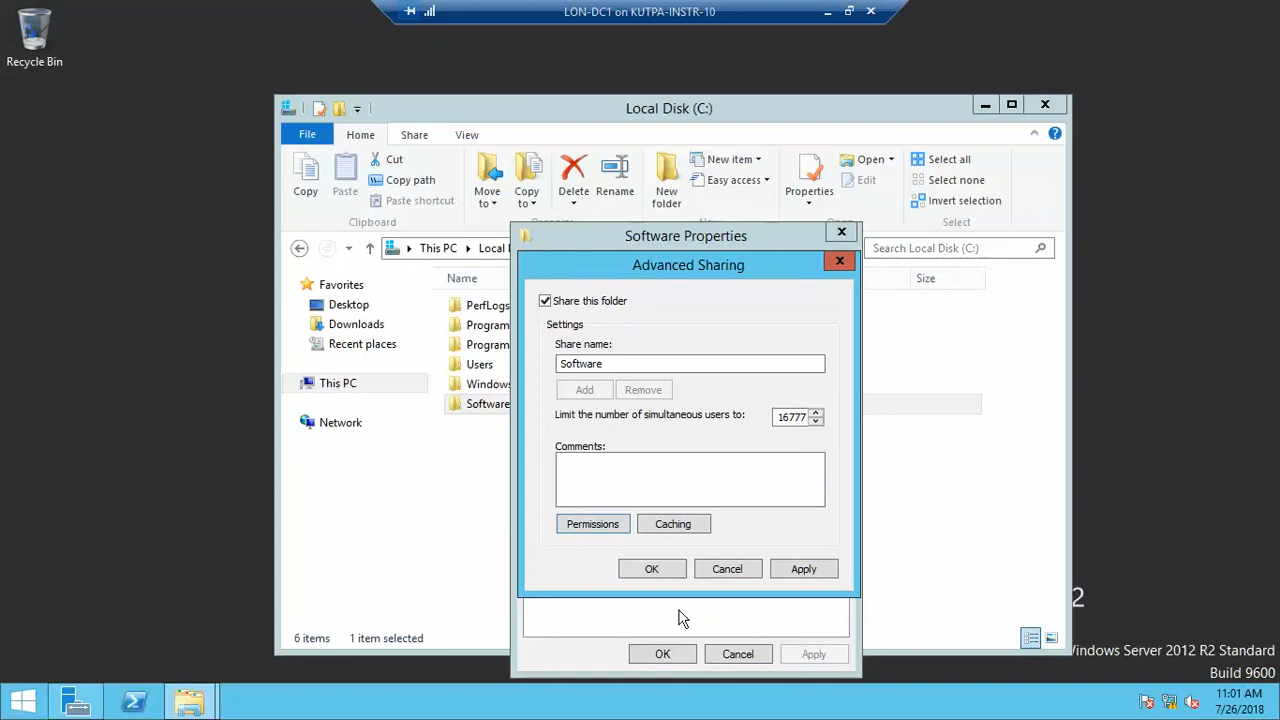 LON-DC1 on KUTPA-INSTR-10
Recycle Bin
Local Disk (C:)
File
Home
Share
View
Copy
Paste
Cut
Copy path
Paste shortcut
Clipboard
Move to
Copy to
Delete
Rename
New folder
New item
Easy access
Properties
Open
Edit
Select all
Select none
Invert selection
Select
This PC
Local
Search Local Disk (C:)
Software Properties
Advanced Sharing
Name
Size
Favorites
Desktop
Downloads
Recent places
This PC
Network
PerfLogs
Program
Program
Users
Windows
Software
Share this folder
Settings
Share name:
Software
Add
Remove
Limit the number of simultaneous users to:
16777
Comments:
Permissions
Caching
OK
Cancel
Apply
OK
Cancel
Apply
6 items
1 item selected
2
Windows Server 2012 R2 Standard
Build 9600
11:01 AM
7/26/2018